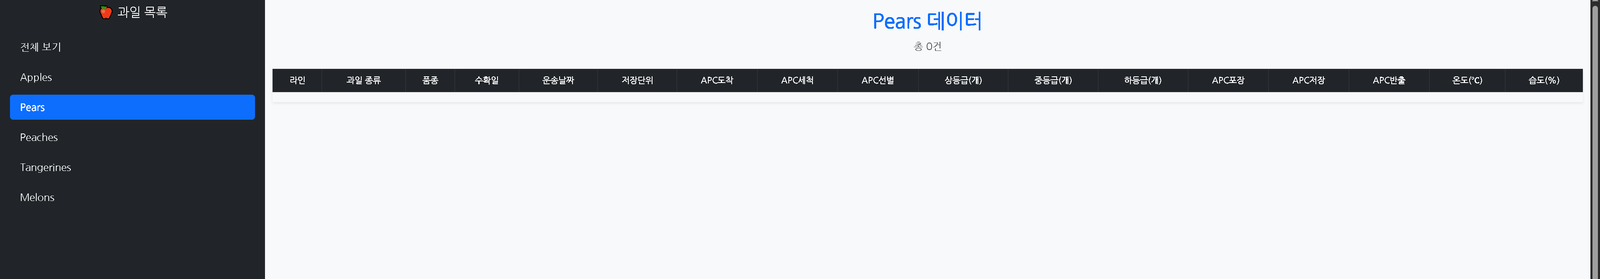 과일 목록
전체 보기
Apples
Pears
Peaches
Tangerines
Melons
Pears 데이터
총 0건
라인 과일 종류 품종 수확일 운송날짜 저장단위 APC도착 APC세척 APC선별 상등급(개) 중등급(개) 하등급(개) APC포장 APC저장 APC반출 온도(℃) 습도(%)